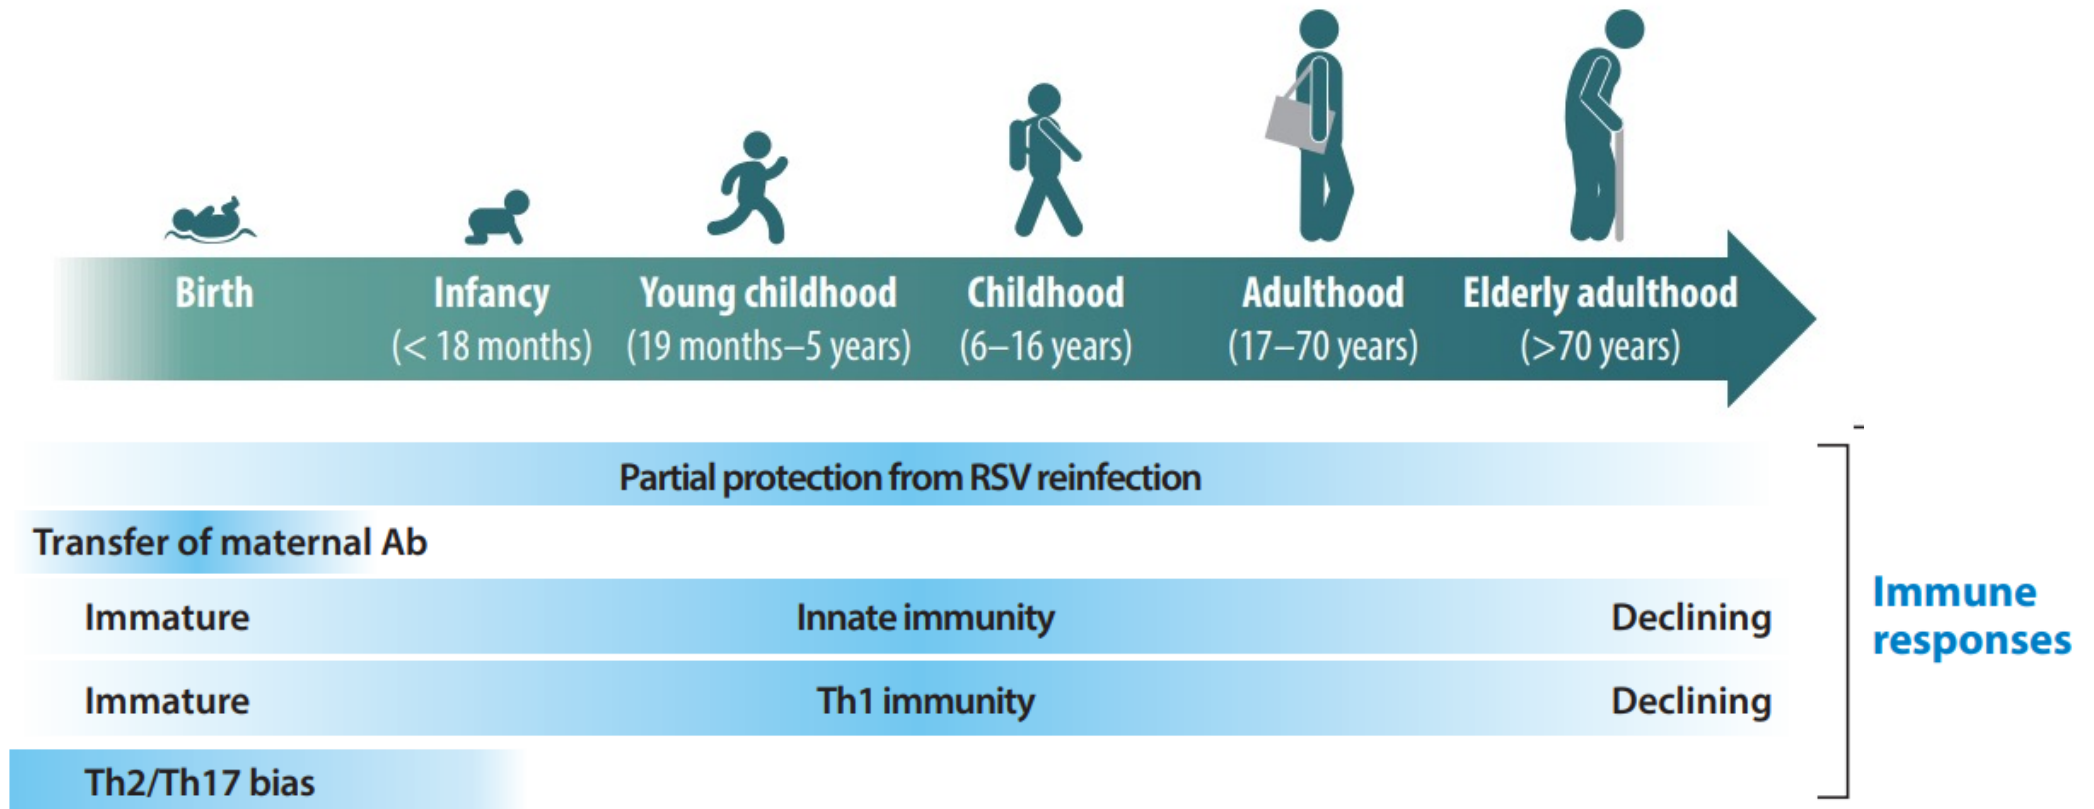 Birth
Infancy
(< 18 months)
Young childhood
(19 months–5 years)
Childhood
(6–16 years)
Adulthood
(17–70 years)
Elderly adulthood
(>70 years)
Partial protection from RSV reinfection
Transfer of maternal Ab
Immature Innate immunity Declining
Immature Th1 immunity Declining
Th2/Th17 bias
Immune
responses